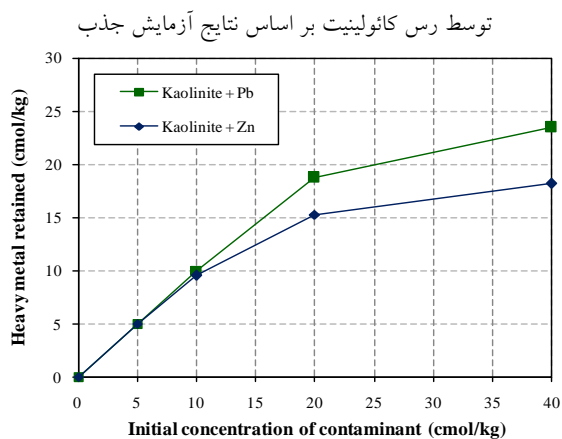 توسط رس کائولینیت بر اساس نتایج آزمایش جذب
30
25
20
15
10
5
0
Heavy metal retained (cmol/kg)
Kaolinite + Pb
Kaolinite + Zn
0 5 10 20 25 30 35 40
Initial concentration of contaminant (cmol/kg)